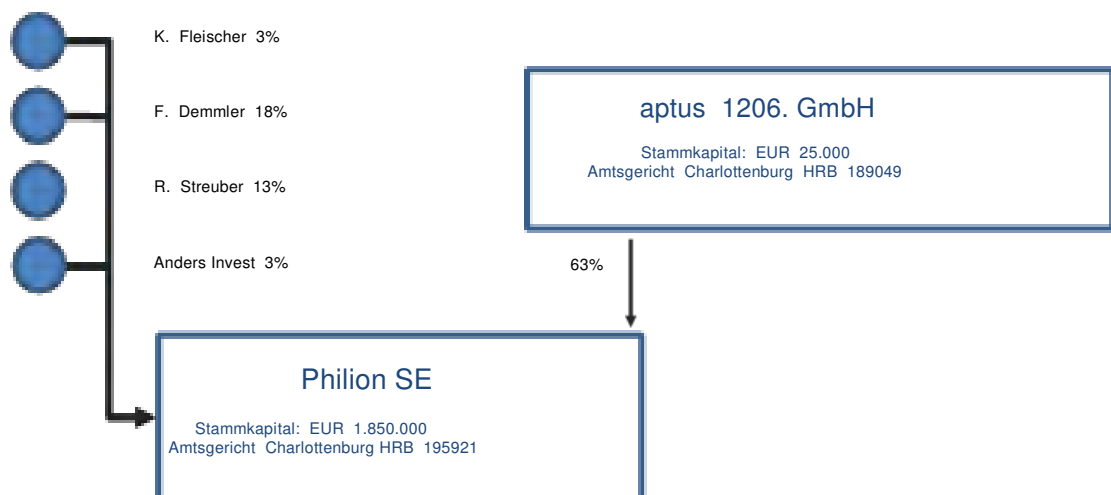 K. Fleischer 3%
F. Demmler 18%
R. Streuber 13%
Anders Invest 3%
aptus 1206. GmbH
Stammkapital: EUR 25.000
Amtsgericht Charlottenburg HRB 189049
63%
Philion SE
Stammkapital: EUR 1.850.000
Amtsgericht Charlottenburg HRB 195921